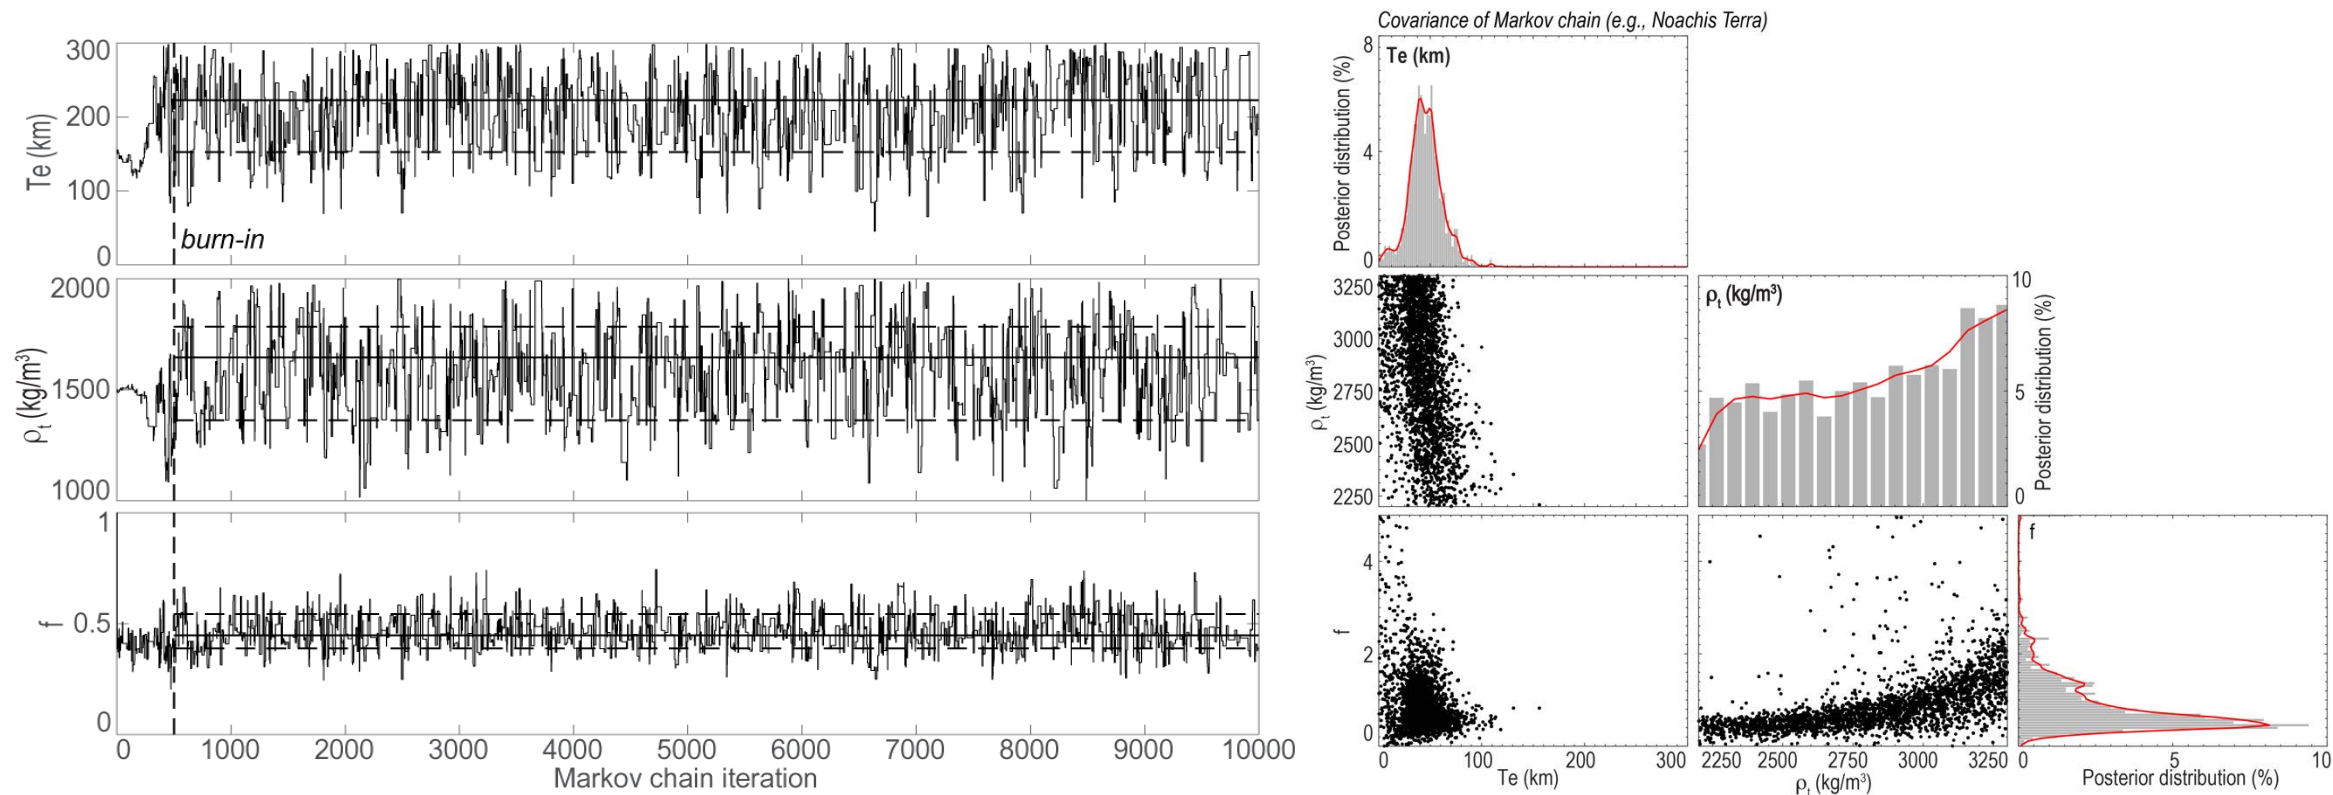 300
200
100
0
Te (km)
burn-in
2000
1500
1000
ρt (kg/m³)
1
0.5
0
f
0 1000 2000 3000 4000 5000 6000 7000 8000 9000 10000
Markov chain iteration
Covariance of Markov chain (e.g., Noachis Terra)
8
4
0
Posterior distribution (%)
Te (km)
3250
3000
2750
2500
2250
ρt (kg/m³)
ρt (kg/m³)
10
5
0
Posterior distribution (%)
4
2
0
f
f
0 100 200 300
Te (km)
2250 2500 2750 3000 3250
ρt (kg/m³)
0 5 10
Posterior distribution (%)